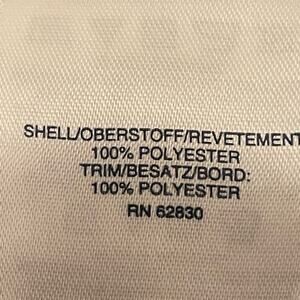 SHELL/OBERSTOFF/REVETEMENT
100% POLYESTER
TRIM/BESATZ/BORD:
100% POLYESTER
RN 62830